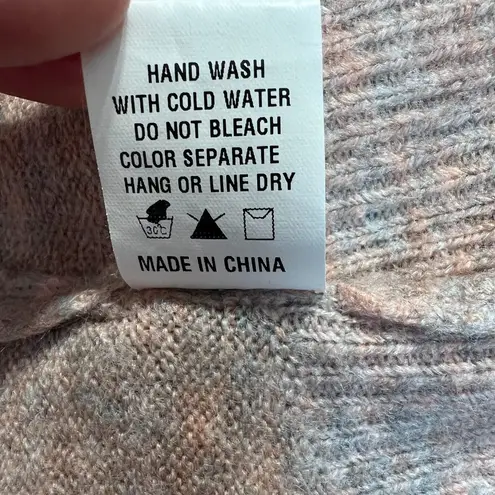 HAND WASH
WITH COLD WATER
DO NOT BLEACH
COLOR SEPARATE
HANG OR LINE DRY
30°C
MADE IN CHINA